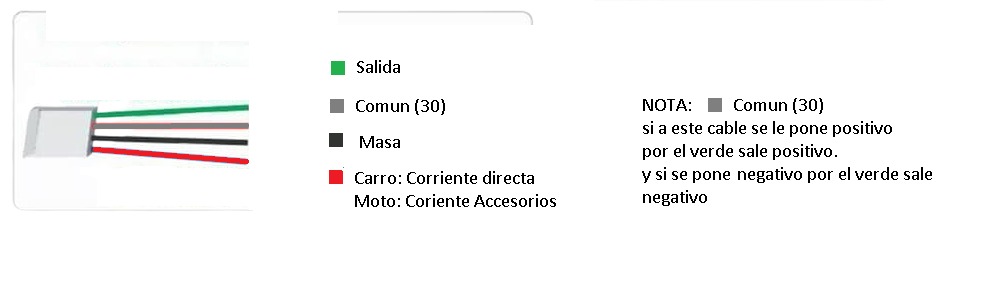 Salida
Comun (30)
Masa
Carro: Corriente directa
Moto: Coriente Accesorios
NOTA: Comun (30)
si a este cable se le pone positivo
por el verde sale positivo.
y si se pone negativo por el verde sale
negativo